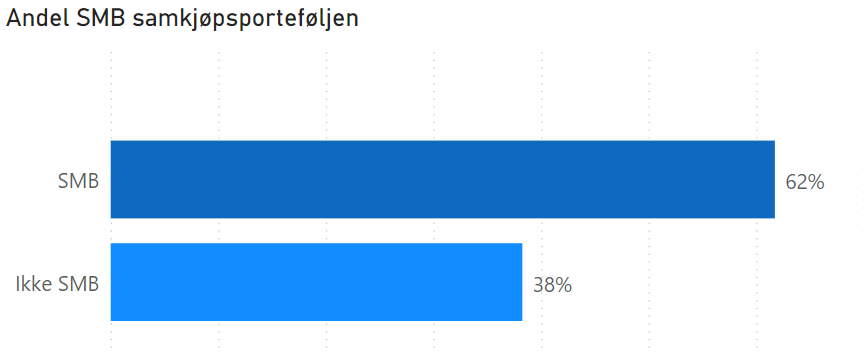 Andel SMB samkjøpsporteføljen
SMB 62%
Ikke SMB 38%